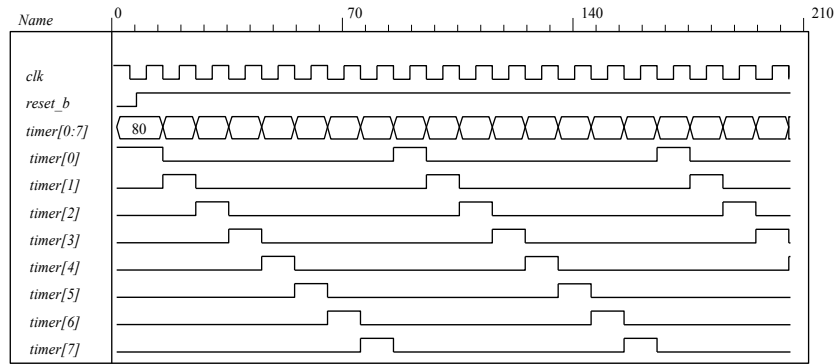 Name 0 70 140 210
clk
reset_b
timer[0:7] 80
timer[0]
timer[1]
timer[2]
timer[3]
timer[4]
timer[5]
timer[6]
timer[7]